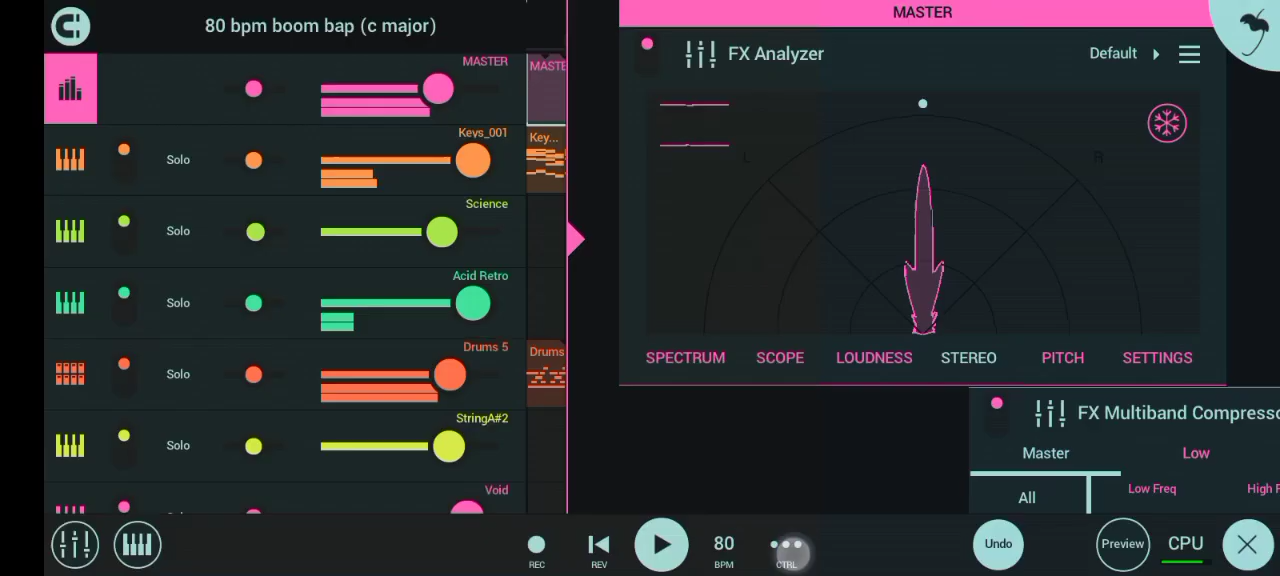 80 bpm boom bap (c major)
MASTER
MASTER
FX Analyzer
Default
MASTE
Keys_001
Key...
Solo
L
R
Science
Solo
Acid Retro
Solo
Drums 5
Drums
Solo
SPECTRUM SCOPE LOUDNESS STEREO PITCH SETTINGS
StringA#2
Solo
FX Multiband Compresso
Master Low
All
Low Freq
High F
Void
REC
REV
80
BPM
CTRL
Undo
Preview
CPU